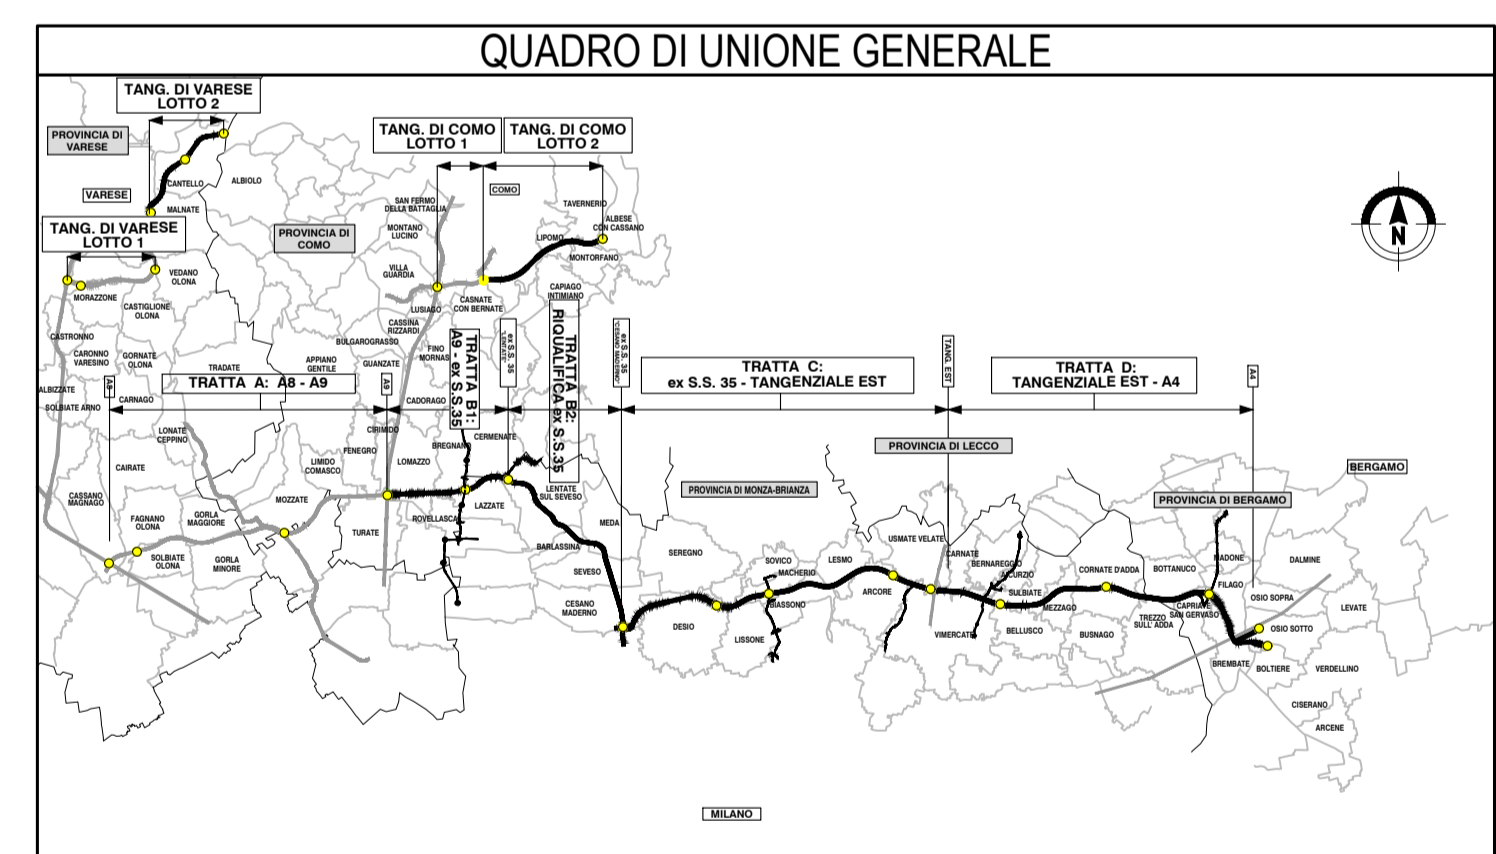 QUADRO DI UNIONE GENERALE
TANG. DI VARESE
LOTTO 2
PROVINCIA DI
VARESE
CANTELLO
ALBIOLO
VARESE
MALNATE
TANG. DI VARESE
LOTTO 1
VEDANO
OLONA
MORAZZONE
CASTIGLIONE
OLONA
PROVINCIA DI
COMO
TANG. DI COMO
LOTTO 1
TANG. DI COMO
LOTTO 2
COMO
SAN FERMO
DELLA BATTAGLIA
MONTANO
LUCINO
VILLA
GUARDIA
TAVERNERIO
ALBESE
CON CASSANO
LIPOMO
MONTORFANO
CAPIAGO
INTIMIANO
CASNATE
CON BERNATE
LUSIAGO
CASSINA
RIZZARDI
BULGAROGRASSO
FINO
MORNAS
GUANZATE
APPIANO
GENTILE
TRADATE
CASTRONNO
CARONNO
VARESINO
GORNATE
OLONA
ALBIZZATE
SOLBIATE ARNO
CARNAGO
A8
TRATTA A: A8 - A9
A9
CADORAGO
TRATTA B1:
A9 - ex S.S.35
ex S.S. 35
"LENTATE"
TRATTA B2:
RIQUALIFICA ex S.S.35
ex S.S. 35
"CESANO MADERNO"
TRATTA C:
ex S.S. 35 - TANGENZIALE EST
TANG. EST
TRATTA D:
TANGENZIALE EST - A4
A4
N
LONATE
CEPPINO
CIRIMIDO
FENEGRO
BREGNANO
CERMENATE
LOMAZZO
LIMIDO
COMASCO
CAIRATE
CASSANO
MAGNAGO
MOZZATE
FAGNANO
OLONA
GORLA
MAGGIORE
SOLBIATE
OLONA
GORLA
MINORE
TURATE
ROVELLASCA
LAZZATE
LENTATE
SUL SEVESO
MEDA
BARLASSINA
SEVESO
CESANO
MADERNO
PROVINCIA DI MONZA-BRIANZA
PROVINCIA DI LECCO
PROVINCIA DI BERGAMO
BERGAMO
SEREGNO
DESIO
SOVICO
MACHERIO
BIASSONO
LISSONE
LESMO
ARCORE
USMATE VELATE
CARNATE
BERNAREGGIO
AICURZIO
SULBIATE
VIMERCATE
BELLUSCO
MEZZAGO
CORNATE D'ADDA
BUSNAGO
BOTTANUCO
TREZZO
SULL' ADDA
CAPRIATE
SAN GERVASO
MADONE
FILAGO
DALMINE
OSIO SOPRA
LEVATE
OSIO SOTTO
BREMBATE
BOLTIERE
VERDELLINO
CISERANO
ARCENE
MILANO